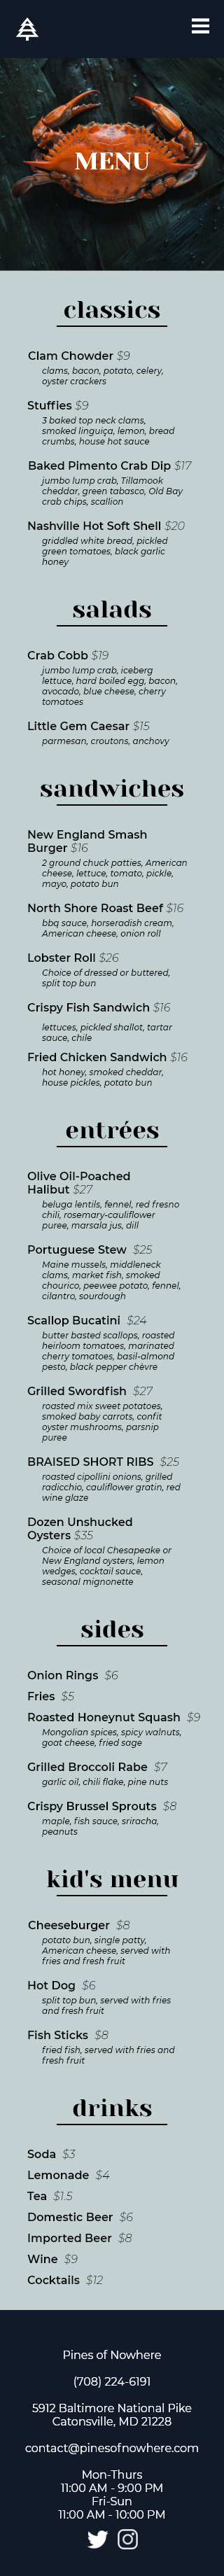 MENU
classics
Clam Chowder $9
clams, bacon, potato, celery,
oyster crackers
Stuffies $9
3 baked top neck clams,
smoked linguiça, lemon, bread
crumbs, house hot sauce
Baked Pimento Crab Dip $17
jumbo lump crab, Tillamook
cheddar, green tabasco, Old Bay
crab chips, scallion
Nashville Hot Soft Shell $20
griddled white bread, pickled
green tomatoes, black garlic
honey
salads
Crab Cobb $19
jumbo lump crab, iceberg
lettuce, hard boiled egg, bacon,
avocado, blue cheese, cherry
tomatoes
Little Gem Caesar $15
parmesan, croutons, anchovy
sandwiches
New England Smash
Burger $16
2 ground chuck patties, American
cheese, lettuce, tomato, pickle,
mayo, potato bun
North Shore Roast Beef $16
bbq sauce, horseradish cream,
American cheese, onion roll
Lobster Roll $26
Choice of dressed or buttered,
split top bun
Crispy Fish Sandwich $16
lettuces, pickled shallot, tartar
sauce, chile
Fried Chicken Sandwich $16
hot honey, smoked cheddar,
house pickles, potato bun
entrées
Olive Oil-Poached
Halibut $27
beluga lentils, fennel, red fresno
chili, rosemary-cauliflower
puree, marsala jus, dill
Portuguese Stew $25
Maine mussels, middleneck
clams, market fish, smoked
chouriço, peewee potato, fennel,
cilantro, sourdough
Scallop Bucatini $24
butter basted scallops, roasted
heirloom tomatoes, marinated
cherry tomatoes, basil-almond
pesto, black pepper chèvre
Grilled Swordfish $27
roasted mix sweet potatoes,
smoked baby carrots, confit
oyster mushrooms, parsnip
puree
BRAISED SHORT RIBS $25
roasted cipollini onions, grilled
radicchio, cauliflower gratin, red
wine glaze
Dozen Unshucked
Oysters $35
Choice of local Chesapeake or
New England oysters, lemon
wedges, cocktail sauce,
seasonal mignonette
sides
Onion Rings $6
Fries $5
Roasted Honeynut Squash $9
Mongolian spices, spicy walnuts,
goat cheese, fried sage
Grilled Broccoli Rabe $7
garlic oil, chili flake, pine nuts
Crispy Brussel Sprouts $8
maple, fish sauce, sriracha,
peanuts
kid's menu
Cheeseburger $8
potato bun, single patty,
American cheese, served with
fries and fresh fruit
Hot Dog $6
split top bun, served with fries
and fresh fruit
Fish Sticks $8
fried fish, served with fries and
fresh fruit
drinks
Soda $3
Lemonade $4
Tea $1.5
Domestic Beer $6
Imported Beer $8
Wine $9
Cocktails $12
Pines of Nowhere
(708) 224-6191
5912 Baltimore National Pike
Catonsville, MD 21228
contact@pinesofnowhere.com
Mon-Thurs
11:00 AM - 9:00 PM
Fri-Sun
11:00 AM - 10:00 PM